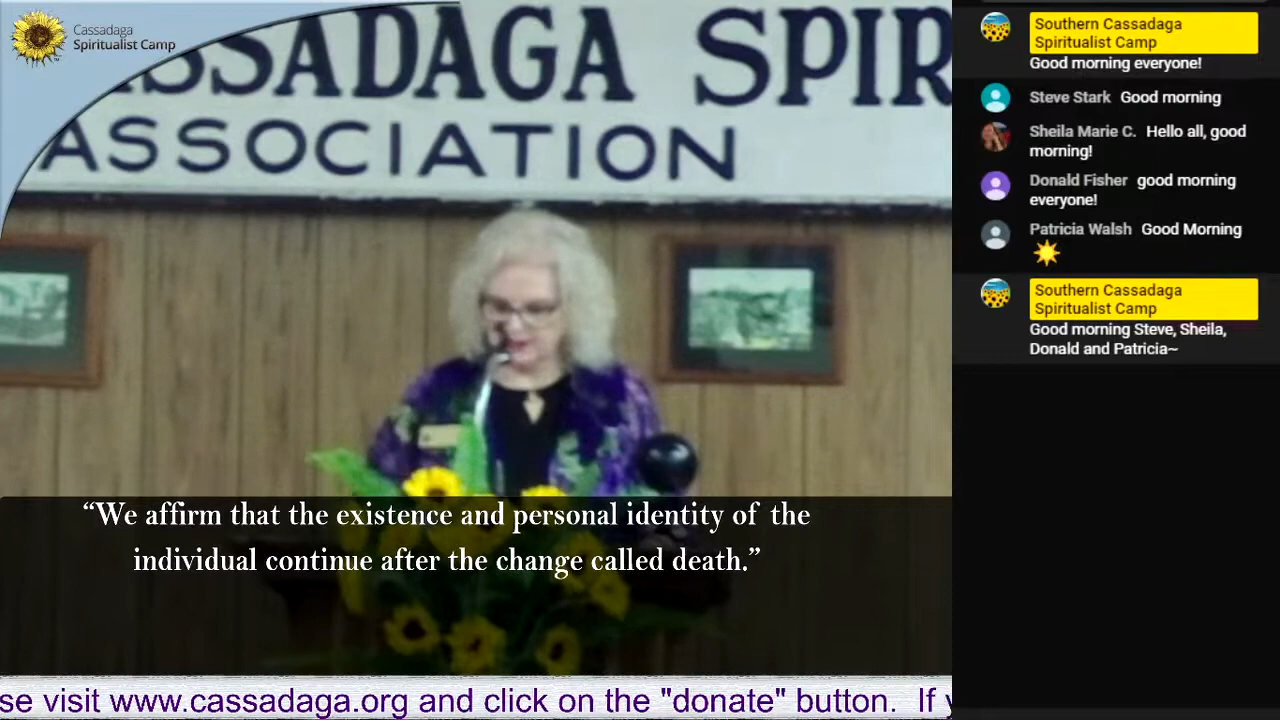 Cassadaga
Spiritualist Camp
CASSADAGA SPIR
ASSOCIATION
“We affirm that the existence and personal identity of the
individual continue after the change called death.”
se visit www.cassadaga.org and click on the "donate" button. If y
Southern Cassadaga
Spiritualist Camp
Good morning everyone!
Steve Stark Good morning
Sheila Marie C. Hello all, good
morning!
Donald Fisher good morning
everyone!
Patricia Walsh Good Morning
☀️
Southern Cassadaga
Spiritualist Camp
Good morning Steve, Sheila,
Donald and Patricia~